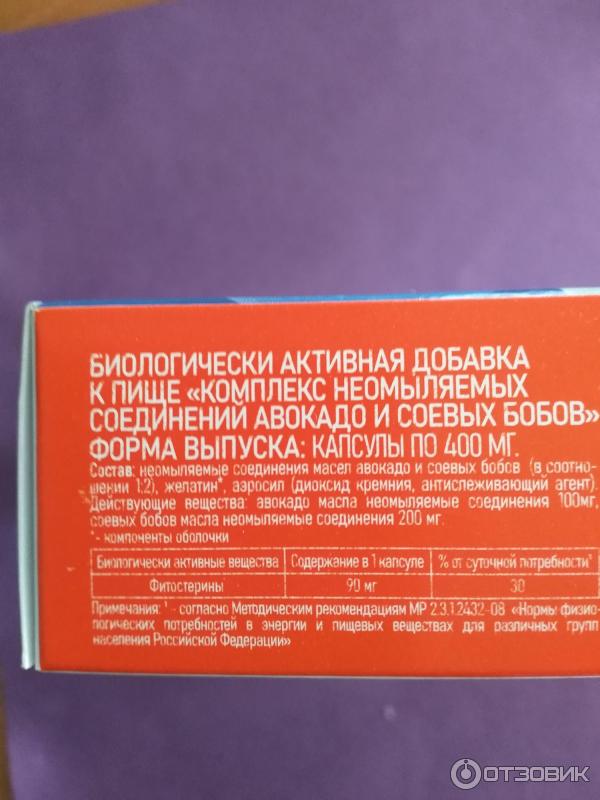 БИОЛОГИЧЕСКИ АКТИВНАЯ ДОБАВКА
К ПИЩЕ «КОМПЛЕКС НЕОМЫЛЯЕМЫХ
СОЕДИНЕНИЙ АВОКАДО И СОЕВЫХ БОБОВ»
ФОРМА ВЫПУСКА: КАПСУЛЫ ПО 400 МГ.
Состав: неомыляемые соединения масел авокадо и соевых бобов (в соотно-
шении 1:2), желатин*, аэросил (диоксид кремния, антислеживающий агент).
Действующие вещества: авокадо масла неомыляемые соединения 100мг,
соевых бобов масла неомыляемые соединения 200 мг.
*- компоненты оболочки
Биологически активные вещества Содержание в 1 капсуле % от суточной потребности¹
Фитостерины 90 мг 30
Примечания: ¹ - согласно Методическим рекомендациям МР 2.3.1.2432-08 «Нормы физио-
логических потребностей в энергии и пищевых веществах для различных групп
населения Российской Федерации»
ОТЗОВИК